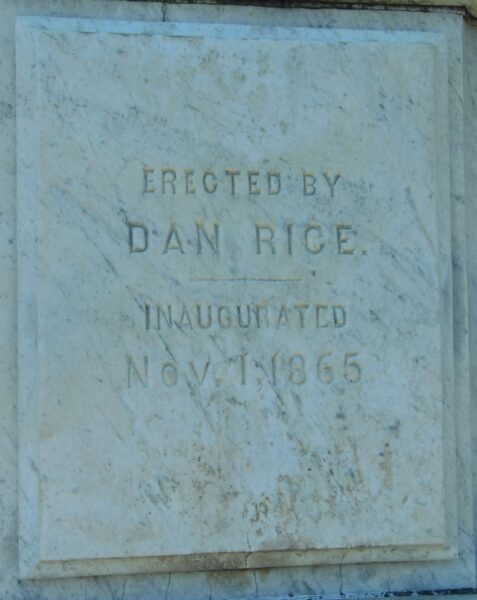 ERECTED BY
DAN RICE.
INAUGURATED
NOV. 1. 1865